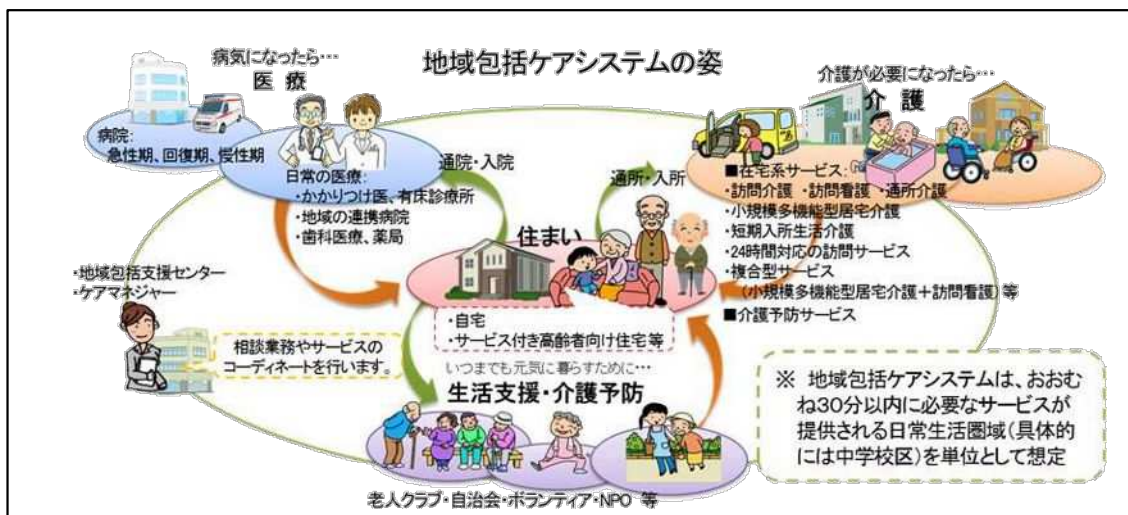 地域包括ケアシステムの姿
病気になったら…
医療
病院:
急性期、回復期、慢性期
日常の医療:
・かかりつけ医、有床診療所
・地域の連携病院
・歯科医療、薬局
通院・入院
通所・入所
介護が必要になったら…
介護
■在宅系サービス:
・訪問介護 ・訪問看護 ・通所介護
・小規模多機能型居宅介護
・短期入所生活介護
・24時間対応の訪問サービス
・複合型サービス
(小規模多機能型居宅介護+訪問看護)等
■介護予防サービス
住まい
・自宅
・サービス付き高齢者向け住宅 等
・地域包括支援センター
・ケアマネジャー
相談業務やサービスの
コーディネートを行います。
いつまでも元気に暮らすために…
生活支援・介護予防
老人クラブ・自治会・ボランティア・NPO 等
※ 地域包括ケアシステムは、おおむ
ね30分以内に必要なサービスが
提供される日常生活圏域(具体的
には中学校区)を単位として想定